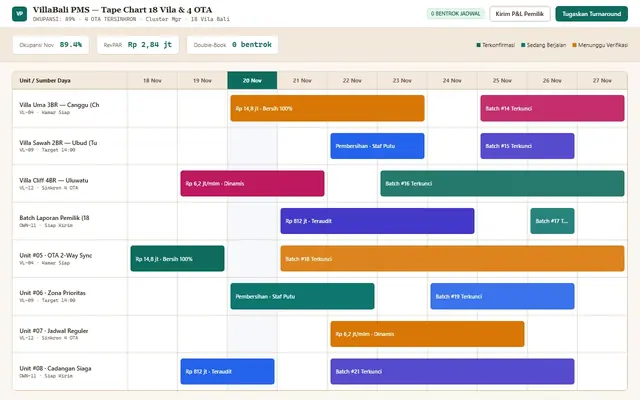 VP
VillaBali PMS — Tape Chart 18 Vila & 4 OTA
OKUPANSI: 89% · 4 OTA TERSINKRON · Cluster Mgr · 18 Vila Bali
0 BENTROK JADWAL
Kirim P&L Pemilik
Tugaskan Turnaround
Okupansi Nov 89.4%
RevPAR Rp 2,84 jt
Double-Book 0 bentrok
Terkonfirmasi
Sedang Berjalan
Menunggu Verifikasi
Unit / Sumber Daya
18 Nov
19 Nov
20 Nov
21 Nov
22 Nov
23 Nov
24 Nov
25 Nov
26 Nov
27 Nov
Villa Uma 3BR — Canggu (Ch
VL-04 · Kamar Siap
Rp 14,8 jt · Bersih 100%
Batch #14 Terkunci
Villa Sawah 2BR — Ubud (Tu
VL-09 · Target 14:00
Pembersihan · Staf Putu
Batch #15 Terkunci
Villa Cliff 4BR — Uluwatu
VL-12 · Sinkron 4 OTA
Rp 6,2 jt/mlm · Dinamis
Batch #16 Terkunci
Batch Laporan Pemilik (18
OWN-11 · Siap Kirim
Rp 812 jt · Teraudit
Batch #17 T...
Unit #05 · OTA 2-Way Sync
VL-04 · Kamar Siap
Rp 14,8 jt · Bersih 100%
Batch #18 Terkunci
Unit #06 · Zona Prioritas
VL-09 · Target 14:00
Pembersihan · Staf Putu
Batch #19 Terkunci
Unit #07 · Jadwal Reguler
VL-12 · Sinkron 4 OTA
Rp 6,2 jt/mlm · Dinamis
Unit #08 · Cadangan Siaga
OWN-11 · Siap Kirim
Rp 812 jt · Teraudit
Batch #21 Terkunci